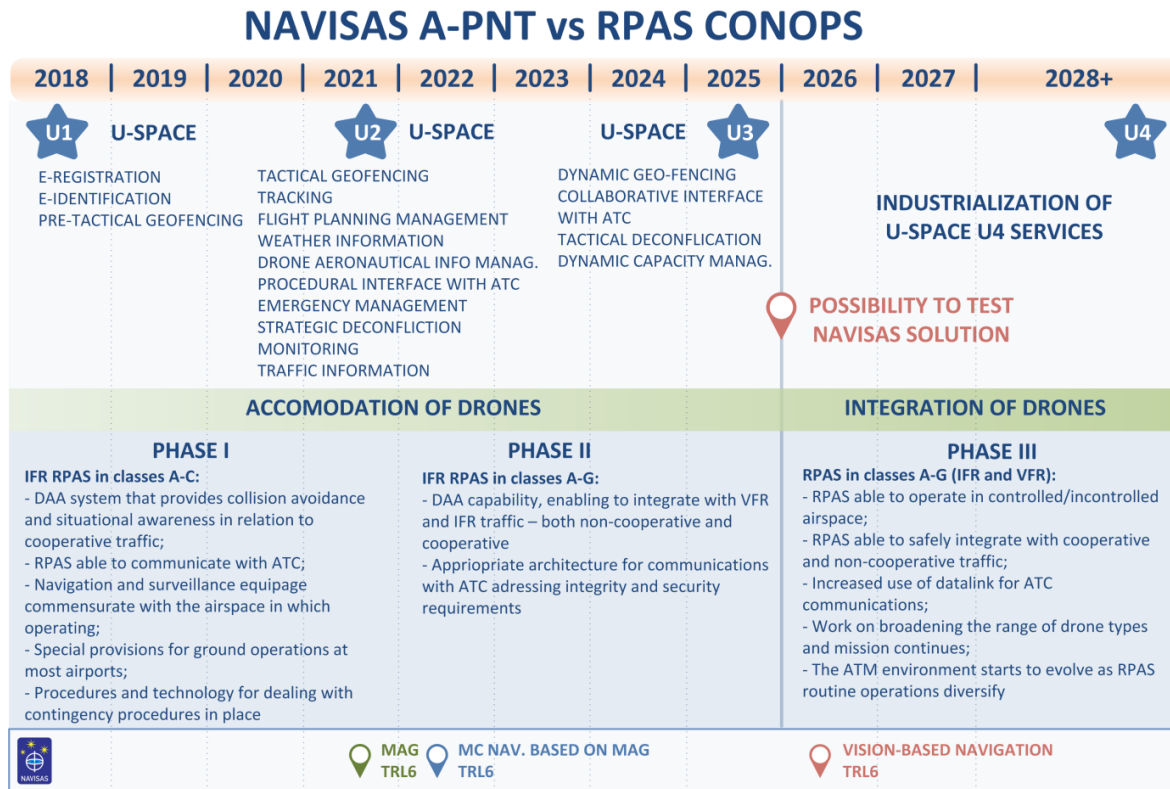 NAVISAS A-PNT vs RPAS CONOPS
2018 2019 2020 2021 2022 2023 2024 2025 2026 2027 2028+
U1 U-SPACE
E-REGISTRATION
E-IDENTIFICATION
PRE-TACTICAL GEOFENCING
U2 U-SPACE
TACTICAL GEOFENCING
TRACKING
FLIGHT PLANNING MANAGEMENT
WEATHER INFORMATION
DRONE AERONAUTICAL INFO MANAG.
PROCEDURAL INTERFACE WITH ATC
EMERGENCY MANAGEMENT
STRATEGIC DECONFLICTION
MONITORING
TRAFFIC INFORMATION
U-SPACE U3
DYNAMIC GEO-FENCING
COLLABORATIVE INTERFACE
WITH ATC
TACTICAL DECONFLICATION
DYNAMIC CAPACITY MANAG.
U4
INDUSTRIALIZATION OF
U-SPACE U4 SERVICES
POSSIBILITY TO TEST
NAVISAS SOLUTION
ACCOMODATION OF DRONES
INTEGRATION OF DRONES
PHASE I
IFR RPAS in classes A-C:
- DAA system that provides collision avoidance
and situational awareness in relation to
cooperative traffic;
- RPAS able to communicate with ATC;
- Navigation and surveillance equipage
commensurate with the airspace in which
operating;
- Special provisions for ground operations at
most airports;
- Procedures and technology for dealing with
contingency procedures in place
PHASE II
IFR RPAS in classes A-G:
- DAA capability, enabling to integrate with VFR
and IFR traffic – both non-cooperative and
cooperative
- Appriopriate architecture for communications
with ATC adressing integrity and security
requirements
PHASE III
RPAS in classes A-G (IFR and VFR):
- RPAS able to operate in controlled/incontrolled
airspace;
- RPAS able to safely integrate with cooperative
and non-cooperative traffic;
- Increased use of datalink for ATC
communications;
- Work on broadening the range of drone types
and mission continues;
- The ATM environment starts to evolve as RPAS
routine operations diversify
NAVISAS
MAG
TRL6
MC NAV. BASED ON MAG
TRL6
VISION-BASED NAVIGATION
TRL6